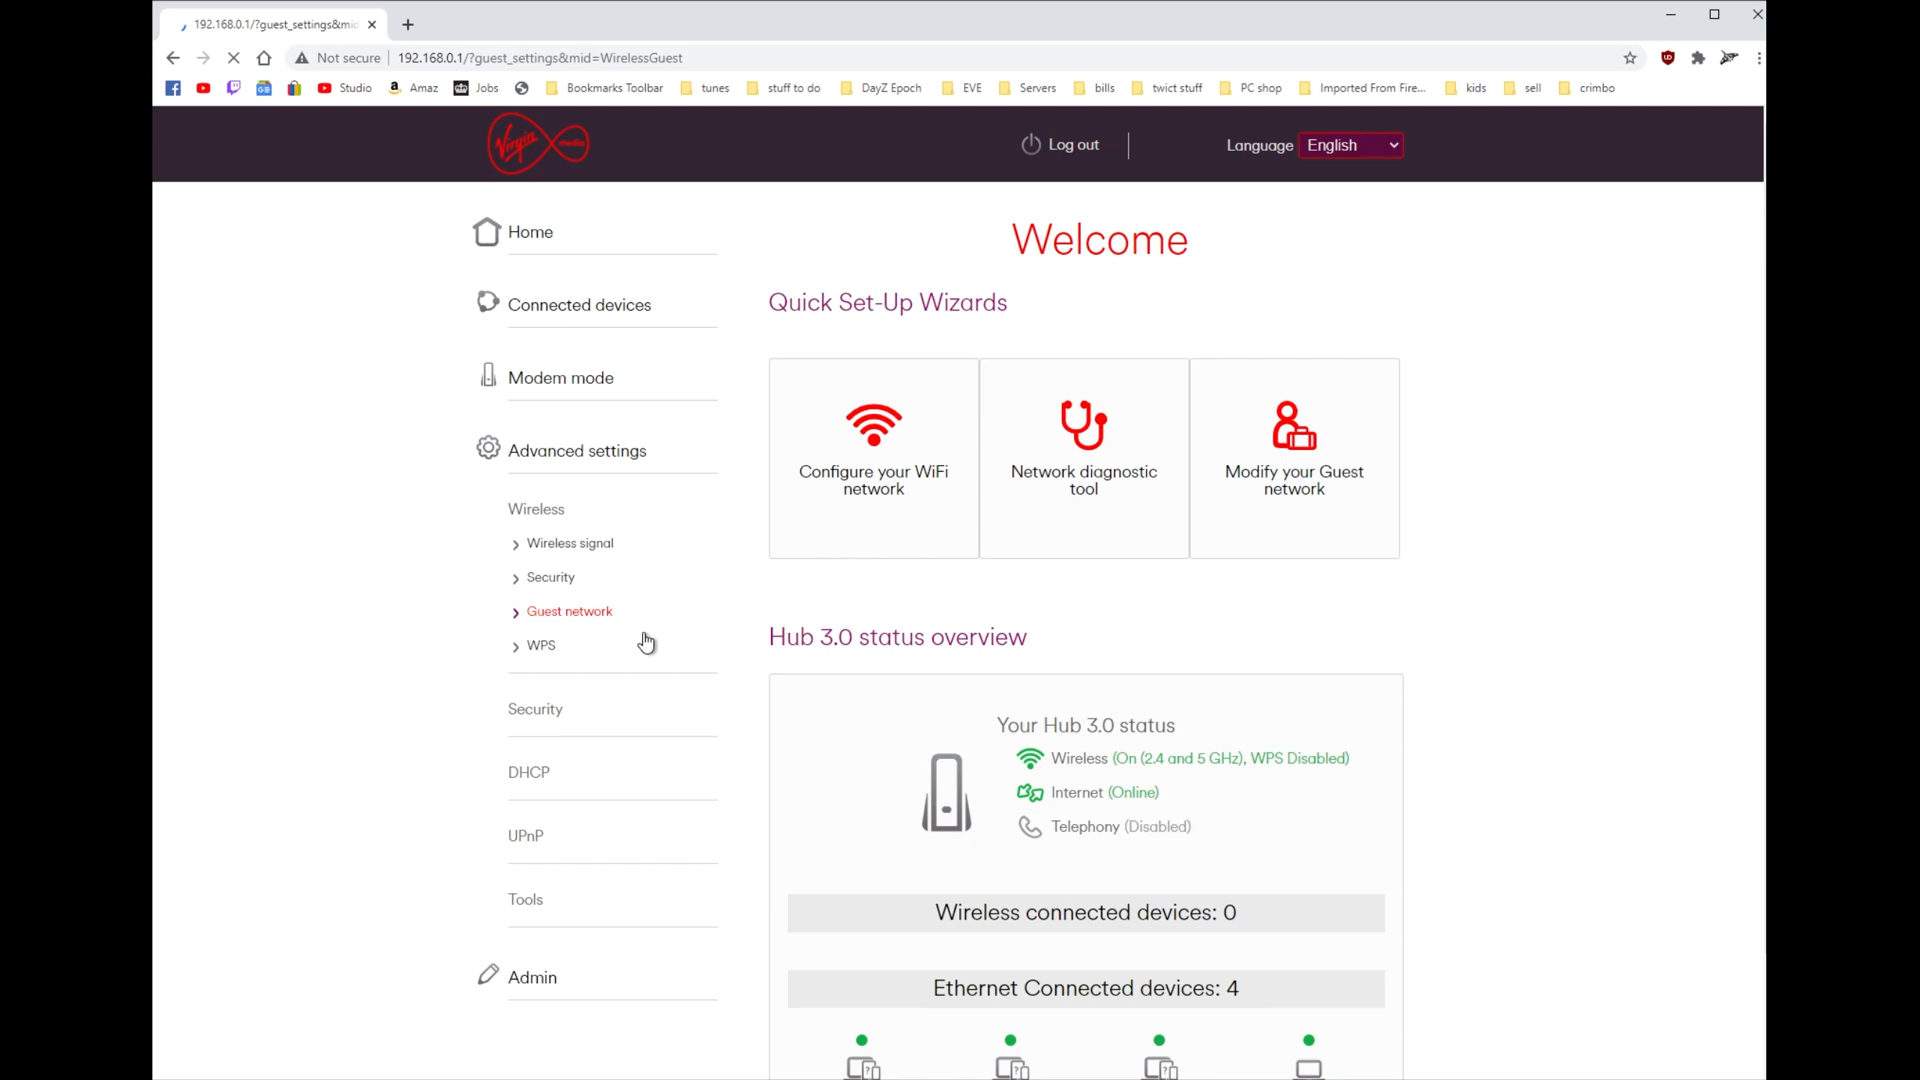 192.168.0.1/?guest_settings&mi
Not secure | 192.168.0.1/?guest_settings&mid=WirelessGuest
Studio Amaz Jobs Bookmarks Toolbar tunes stuff to do DayZ Epoch EVE Servers bills twict stuff PC shop Imported From Fire... kids sell crimbo
Virgin media
Log out
Language English
Home
Connected devices
Modem mode
Advanced settings
Wireless
Wireless signal
Security
Guest network
WPS
Security
DHCP
UPnP
Tools
Admin
Welcome
Quick Set-Up Wizards
Configure your WiFi
network
Network diagnostic
tool
Modify your Guest
network
Hub 3.0 status overview
Your Hub 3.0 status
Wireless (On (2.4 and 5 GHz), WPS Disabled)
Internet (Online)
Telephony (Disabled)
Wireless connected devices: 0
Ethernet Connected devices: 4